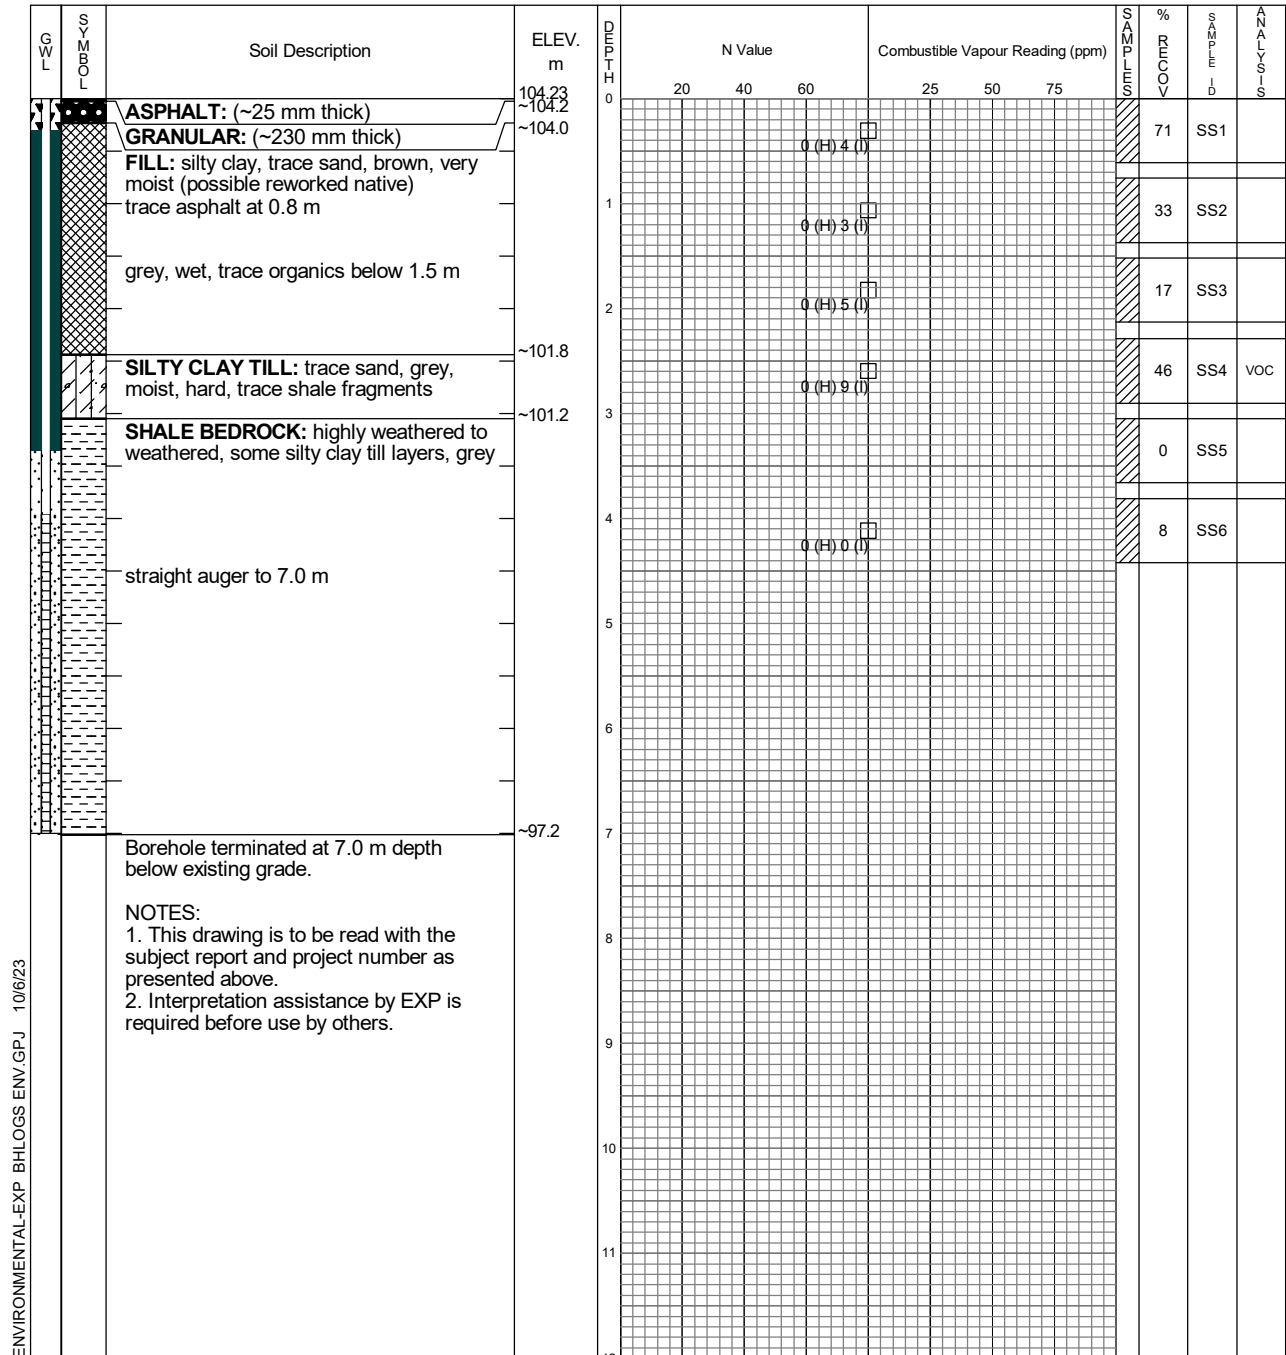 GWL
SYMBOL
Soil Description
ELEV.
m
DEPTH
N Value
Combustible Vapour Reading (ppm)
SAMPLES
% RECOV
SAMPLE ID
ANALYSIS
20 40 60 25 50 75
104.23
0
ASPHALT: (~25 mm thick)
~104.2
GRANULAR: (~230 mm thick)
~104.0
0 (H) 4 (I)
71 SS1
FILL: silty clay, trace sand, brown, very
moist (possible reworked native)
trace asphalt at 0.8 m
1
0 (H) 3 (I)
33 SS2
grey, wet, trace organics below 1.5 m
0 (H) 5 (I)
17 SS3
2
~101.8
SILTY CLAY TILL: trace sand, grey,
moist, hard, trace shale fragments
0 (H) 9 (I)
46 SS4 VOC
~101.2
3
SHALE BEDROCK: highly weathered to
weathered, some silty clay till layers, grey
0 SS5
4
0 (H) 0 (I)
8 SS6
straight auger to 7.0 m
5
6
~97.2
7
Borehole terminated at 7.0 m depth
below existing grade.
NOTES:
1. This drawing is to be read with the
subject report and project number as
presented above.
2. Interpretation assistance by EXP is
required before use by others.
8
9
10
11
ENVIRONMENTAL-EXP BHLOGS ENV.GPJ 10/6/23